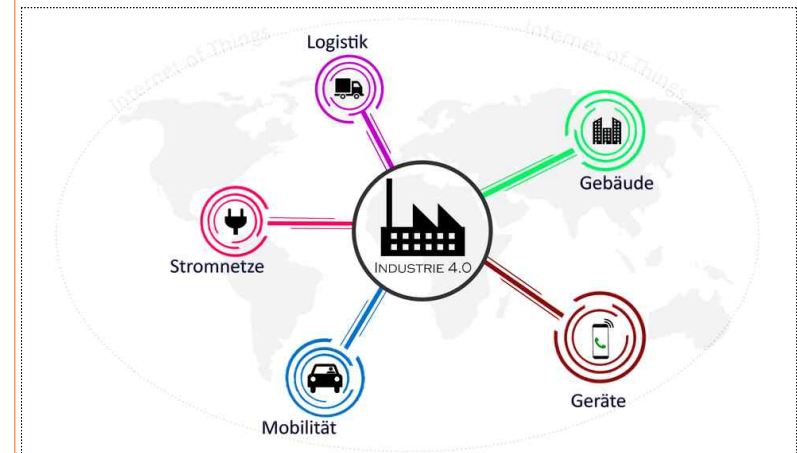 Internet of Things
Internet of Things
Logistik
Gebäude
Stromnetze
INDUSTRIE 4.0
Geräte
Mobilität